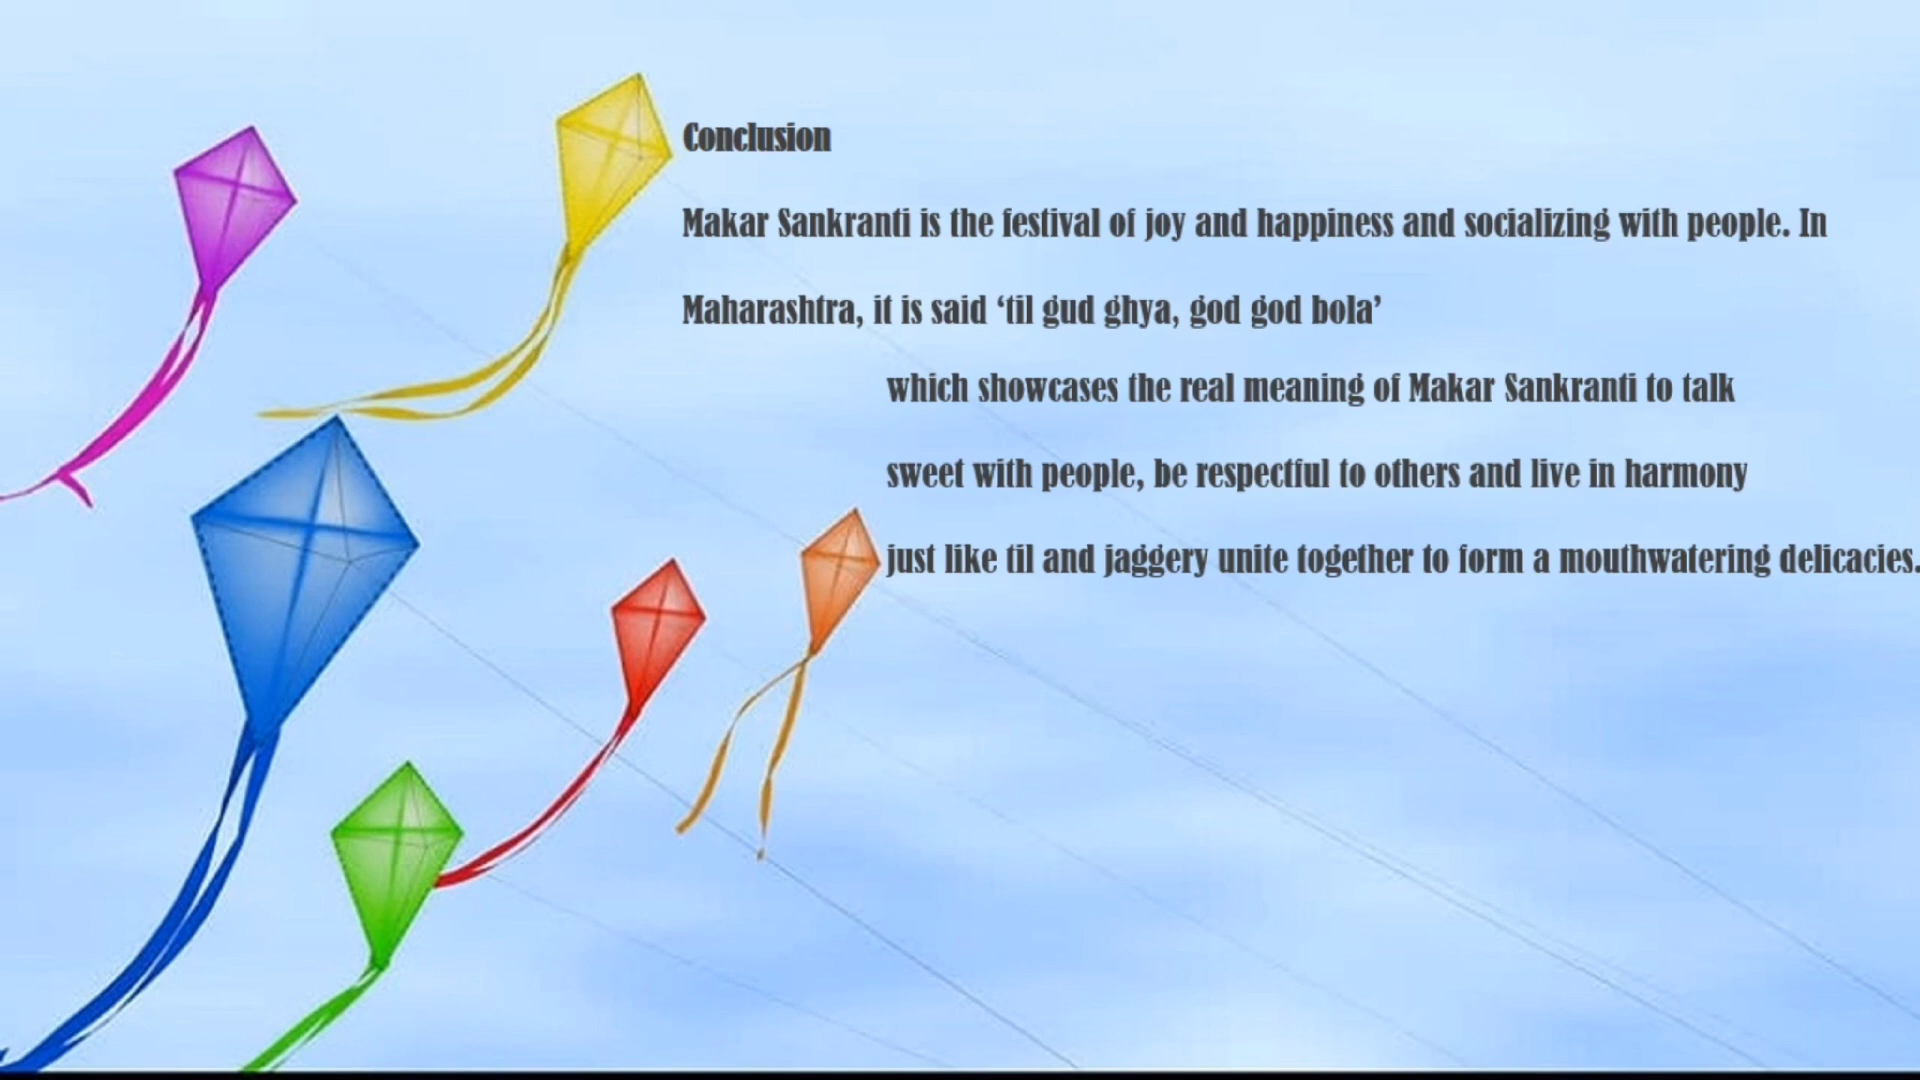 Conclusion
Makar Sankranti is the festival of joy and happiness and socializing with people. In
Maharashtra, it is said ‘til gud ghya, god god bola’
which showcases the real meaning of Makar Sankranti to talk
sweet with people, be respectful to others and live in harmony
just like til and jaggery unite together to form a mouthwatering delicacies.